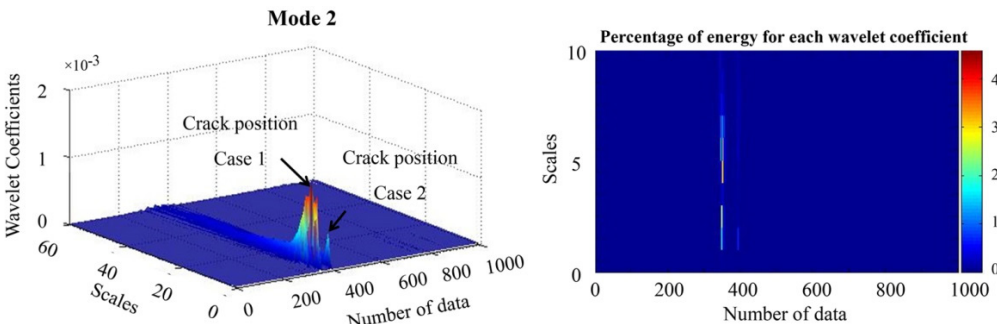 Mode 2
×10⁻³
2
1
0
Wavelet Coefficients
Crack position
Case 1
Crack position
Case 2
60
40
20
0
Scales
0
200
400
600
800
1000
Number of data
Percentage of energy for each wavelet coefficient
10
5
0
Scales
0
200
400
600
800
1000
Number of data
4
3
2
1
0